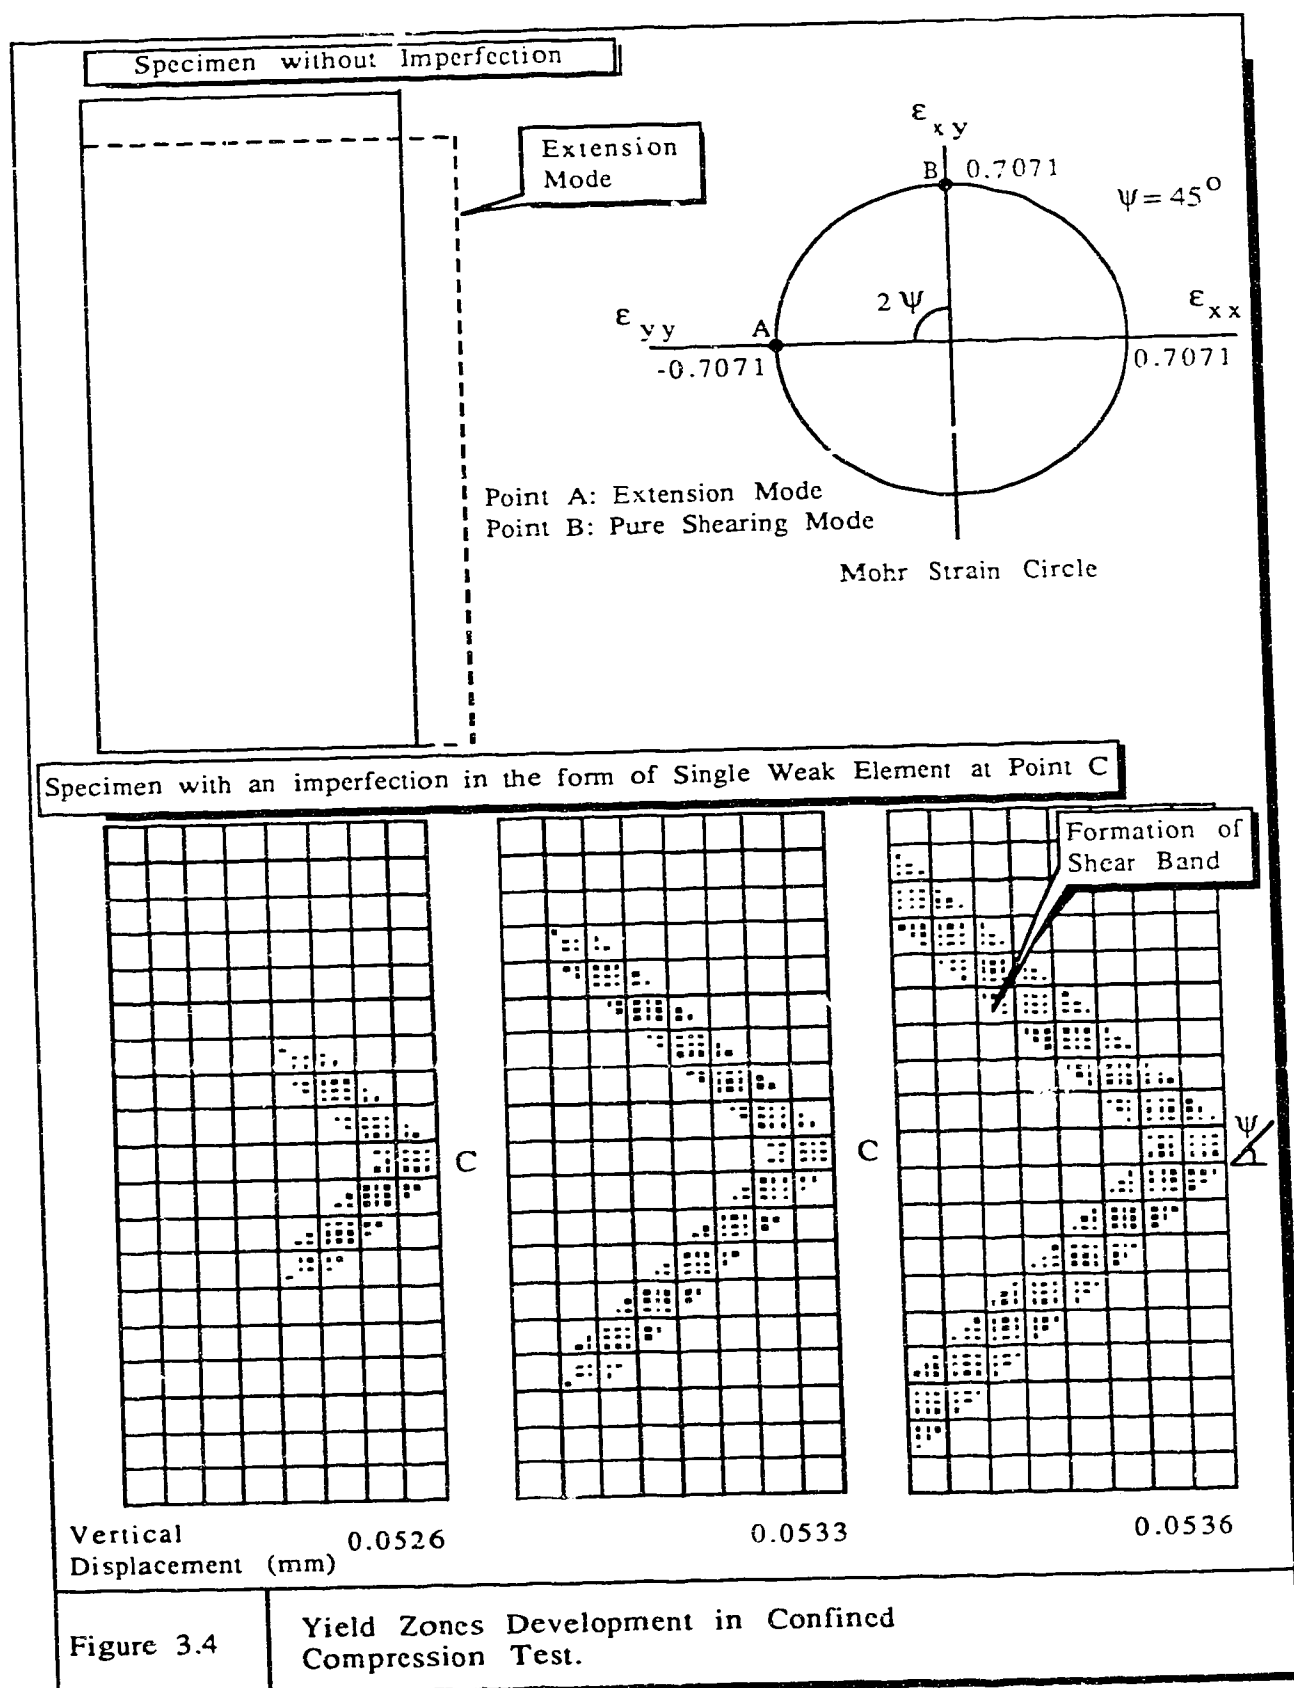 Specimen without Imperfection
Extension
Mode
ε x y
B 0.7071
ψ = 45°
2 ψ
ε y y
A
ε x x
-0.7071
0.7071
Point A: Extension Mode
Point B: Pure Shearing Mode
Mohr Strain Circle
Specimen with an imperfection in the form of Single Weak Element at Point C
Formation of
Shear Band
C
C
ψ
Vertical
Displacement (mm)
0.0526
0.0533
0.0536
Figure 3.4
Yield Zones Development in Confined
Compression Test.